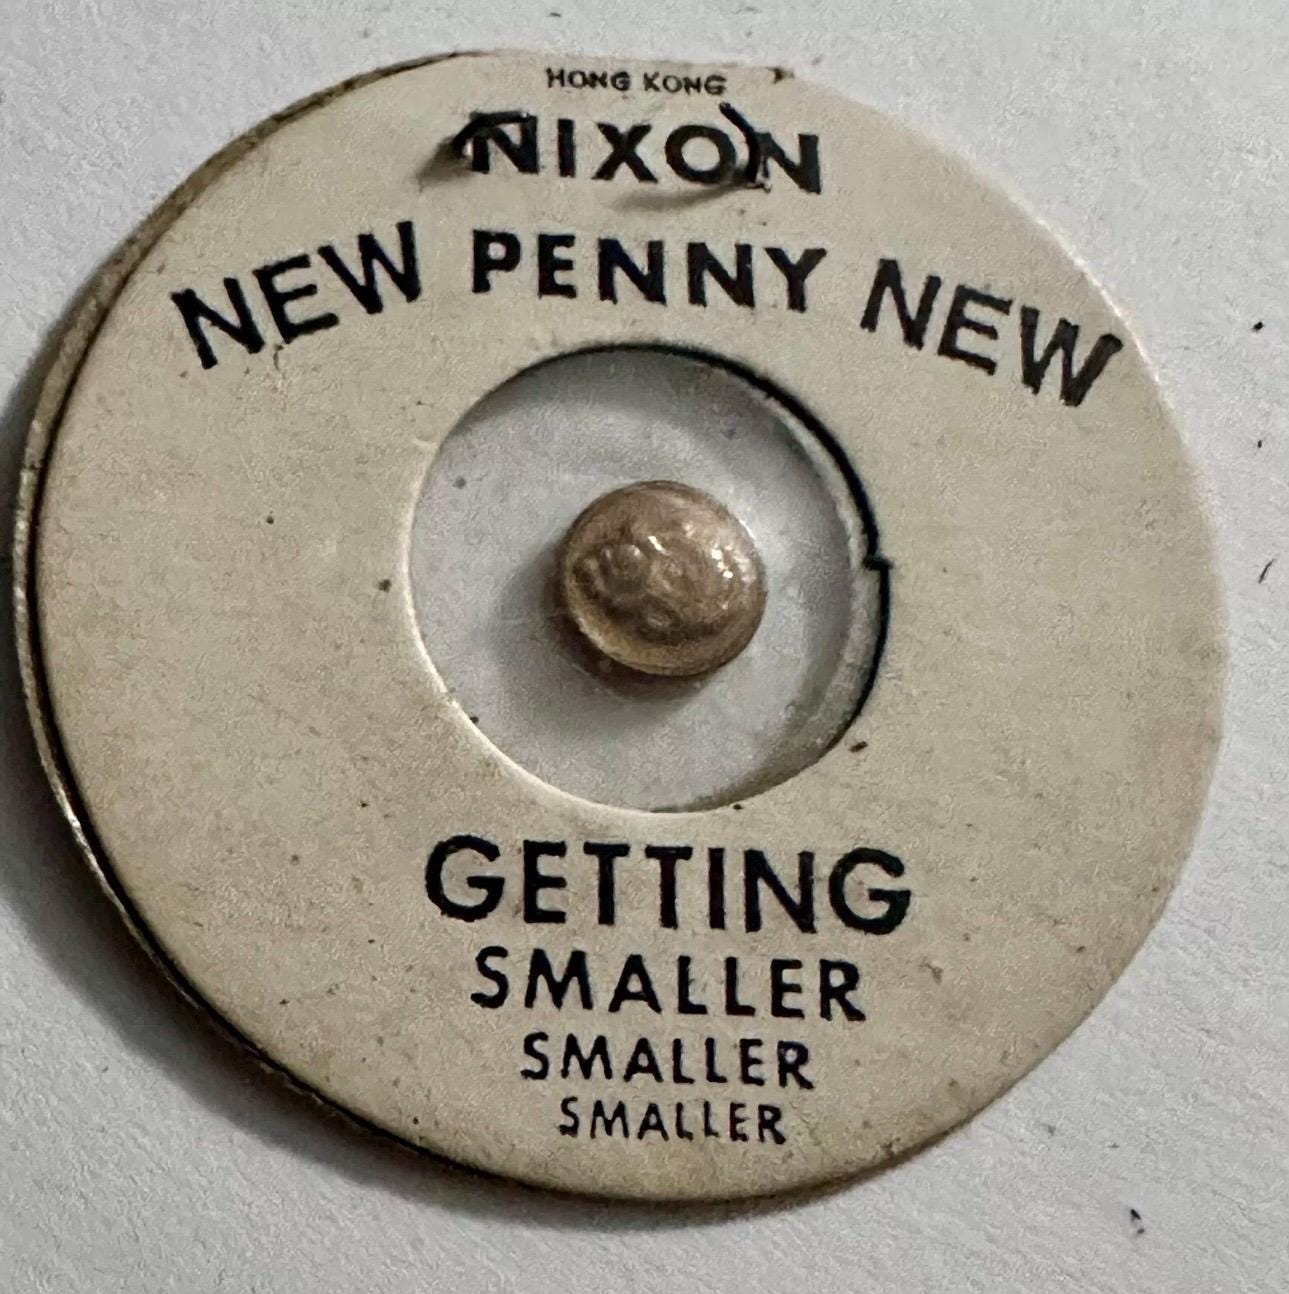 HONG KONG
NIXON
NEW PENNY NEW
GETTING
SMALLER
SMALLER
SMALLER